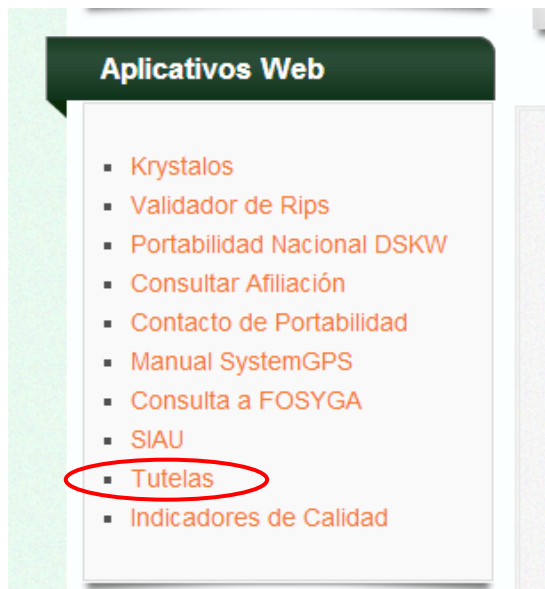 Aplicativos Web
Krystalos
Validador de Rips
Portabilidad Nacional DSKW
Consultar Afiliación
Contacto de Portabilidad
Manual SystemGPS
Consulta a FOSYGA
SIAU
Tutelas
Indicadores de Calidad